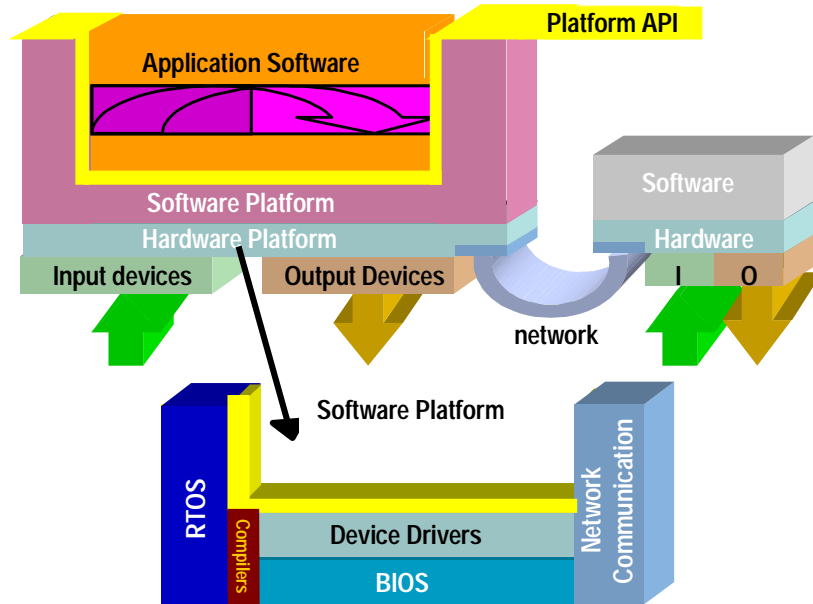 Platform API
Application Software
Software Platform
Hardware Platform
Input devices
Output Devices
network
Software
Hardware
I
O
Software Platform
RTOS
Compilers
Device Drivers
BIOS
Network
Communication